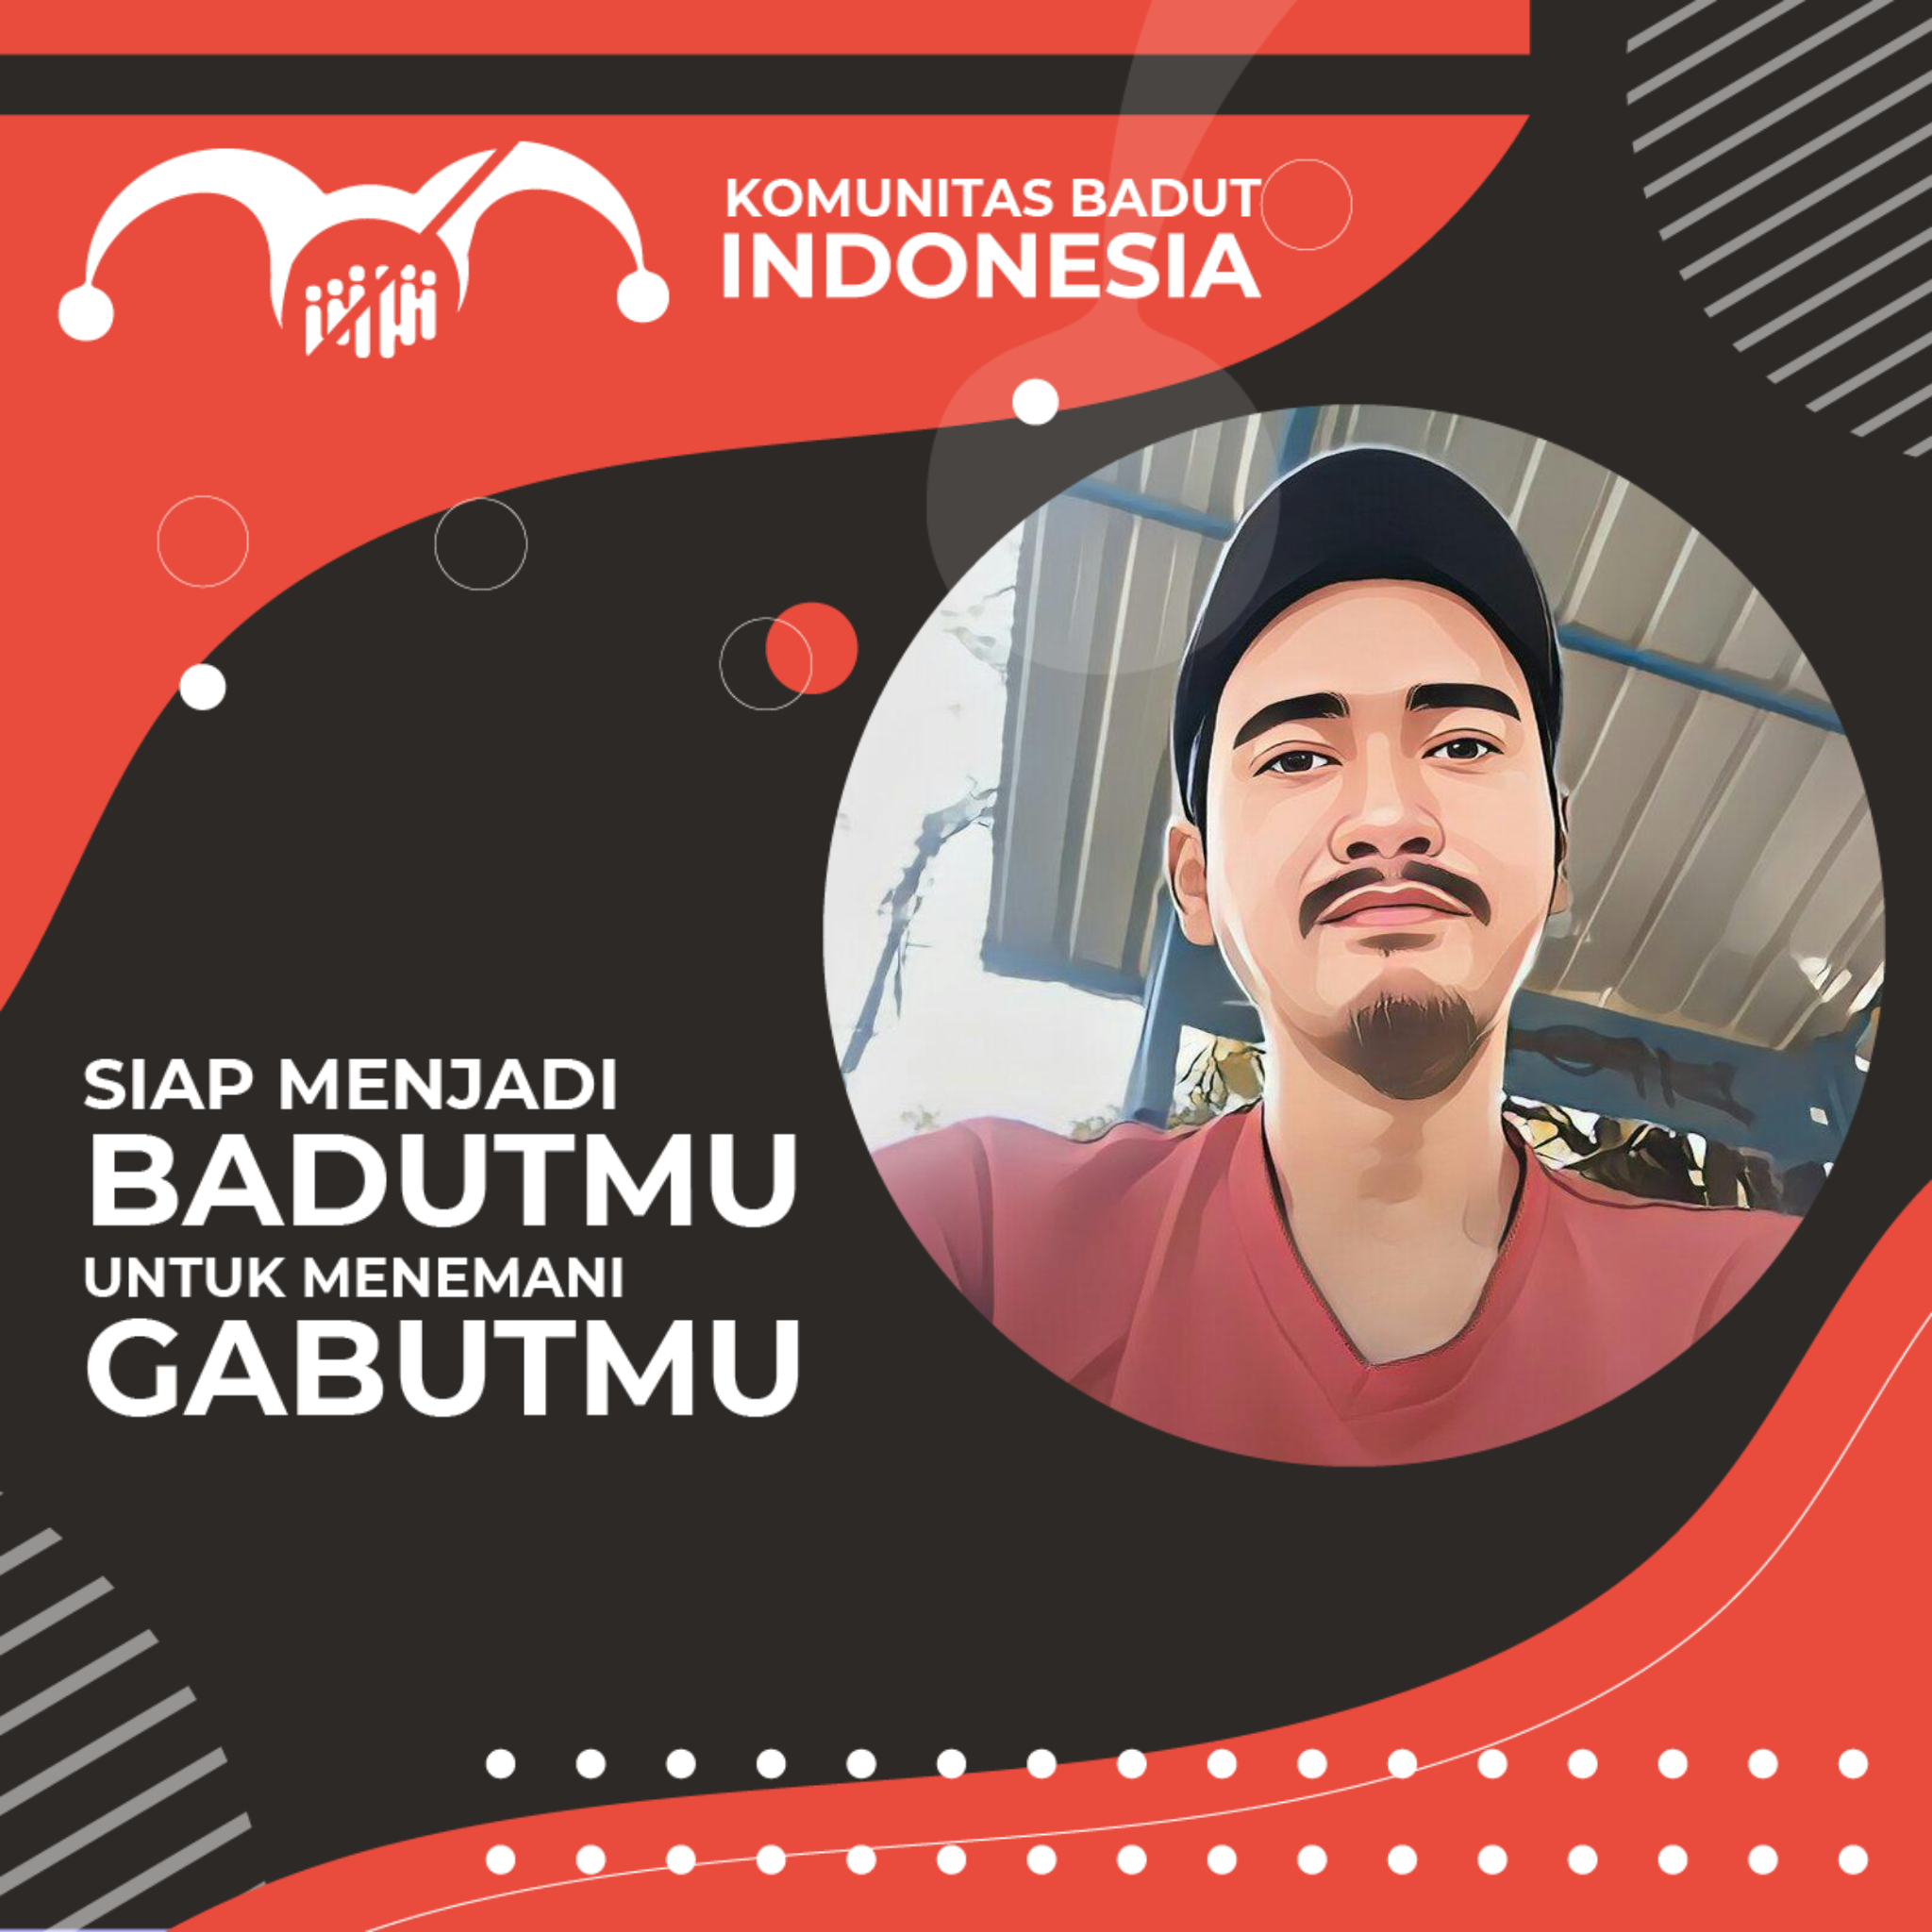 KOMUNITAS BADUT
INDONESIA
SIAP MENJADI
BADUTMU
UNTUK MENEMANI
GABUTMU